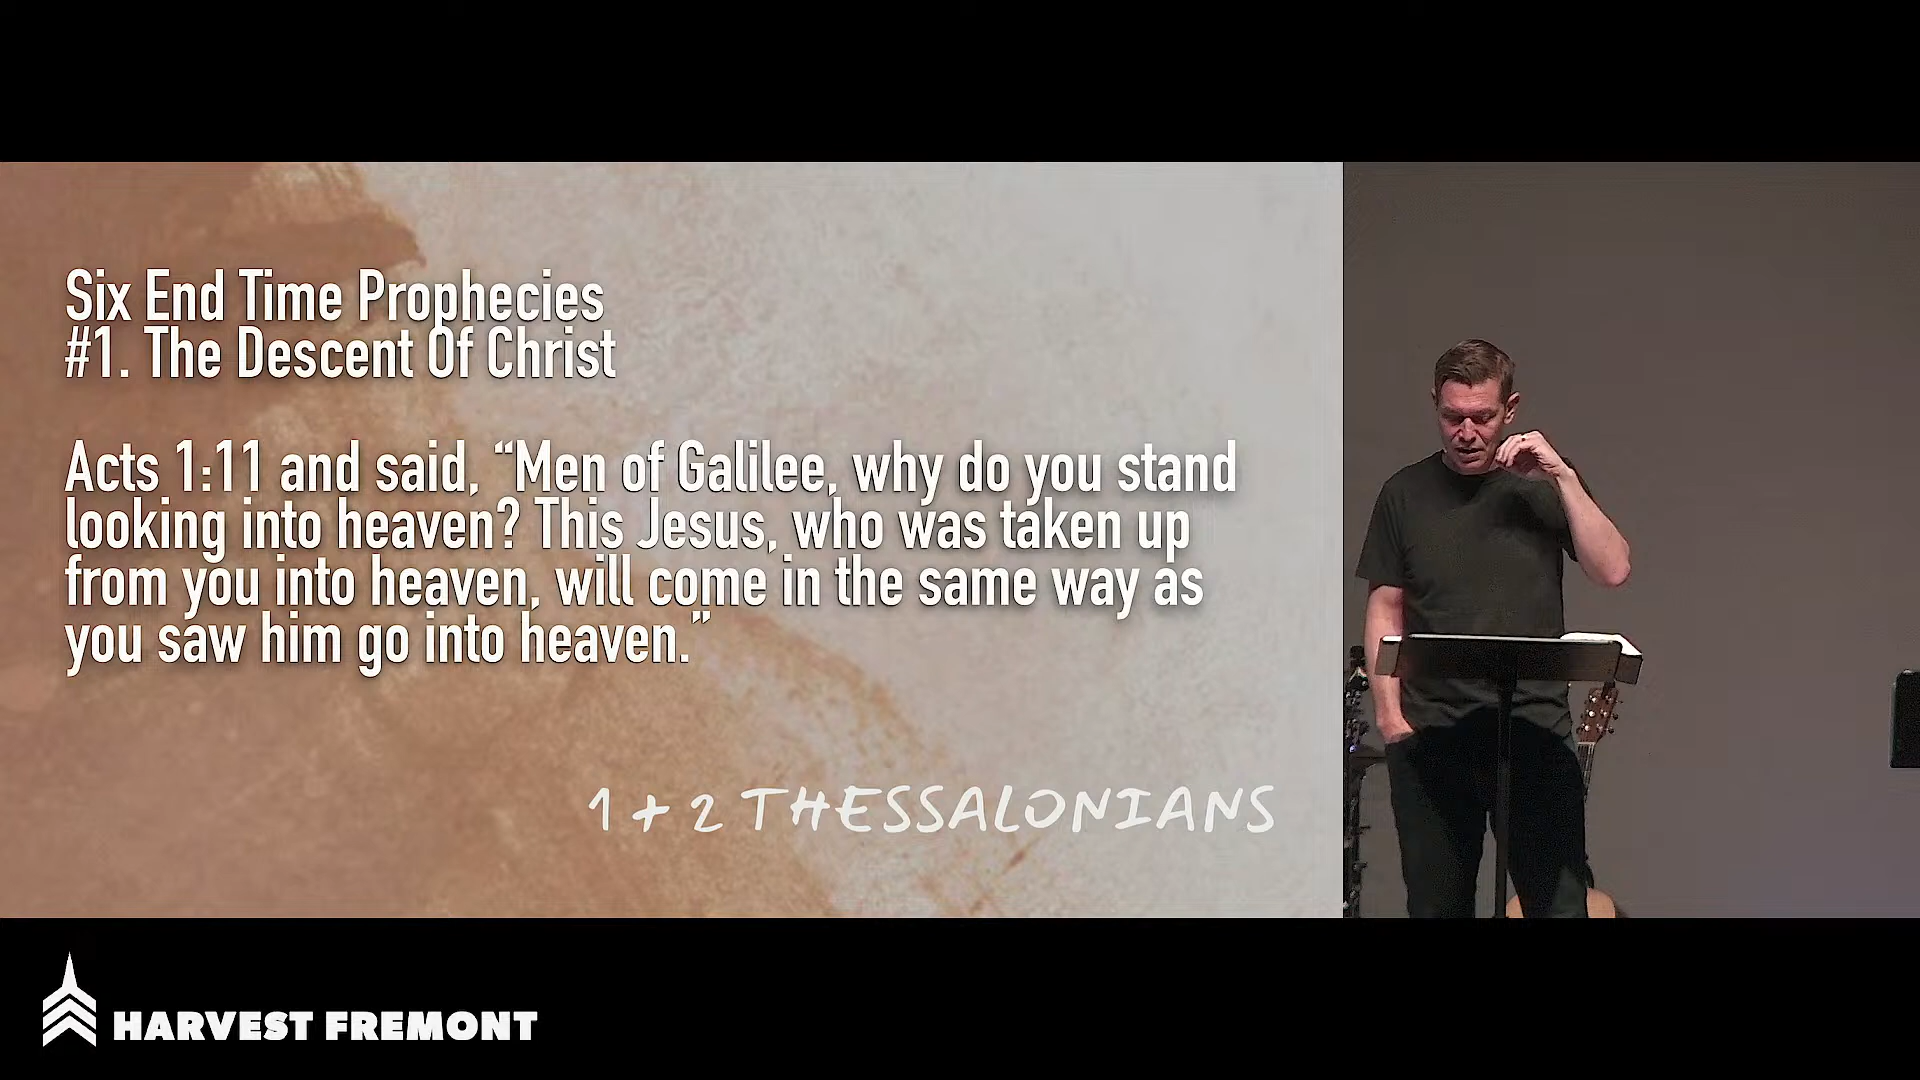 Six End Time Prophecies
#1. The Descent Of Christ
Acts 1:11 and said, “Men of Galilee, why do you stand
looking into heaven? This Jesus, who was taken up
from you into heaven, will come in the same way as
you saw him go into heaven.”
1 + 2 THESSALONIANS
HARVEST FREMONT